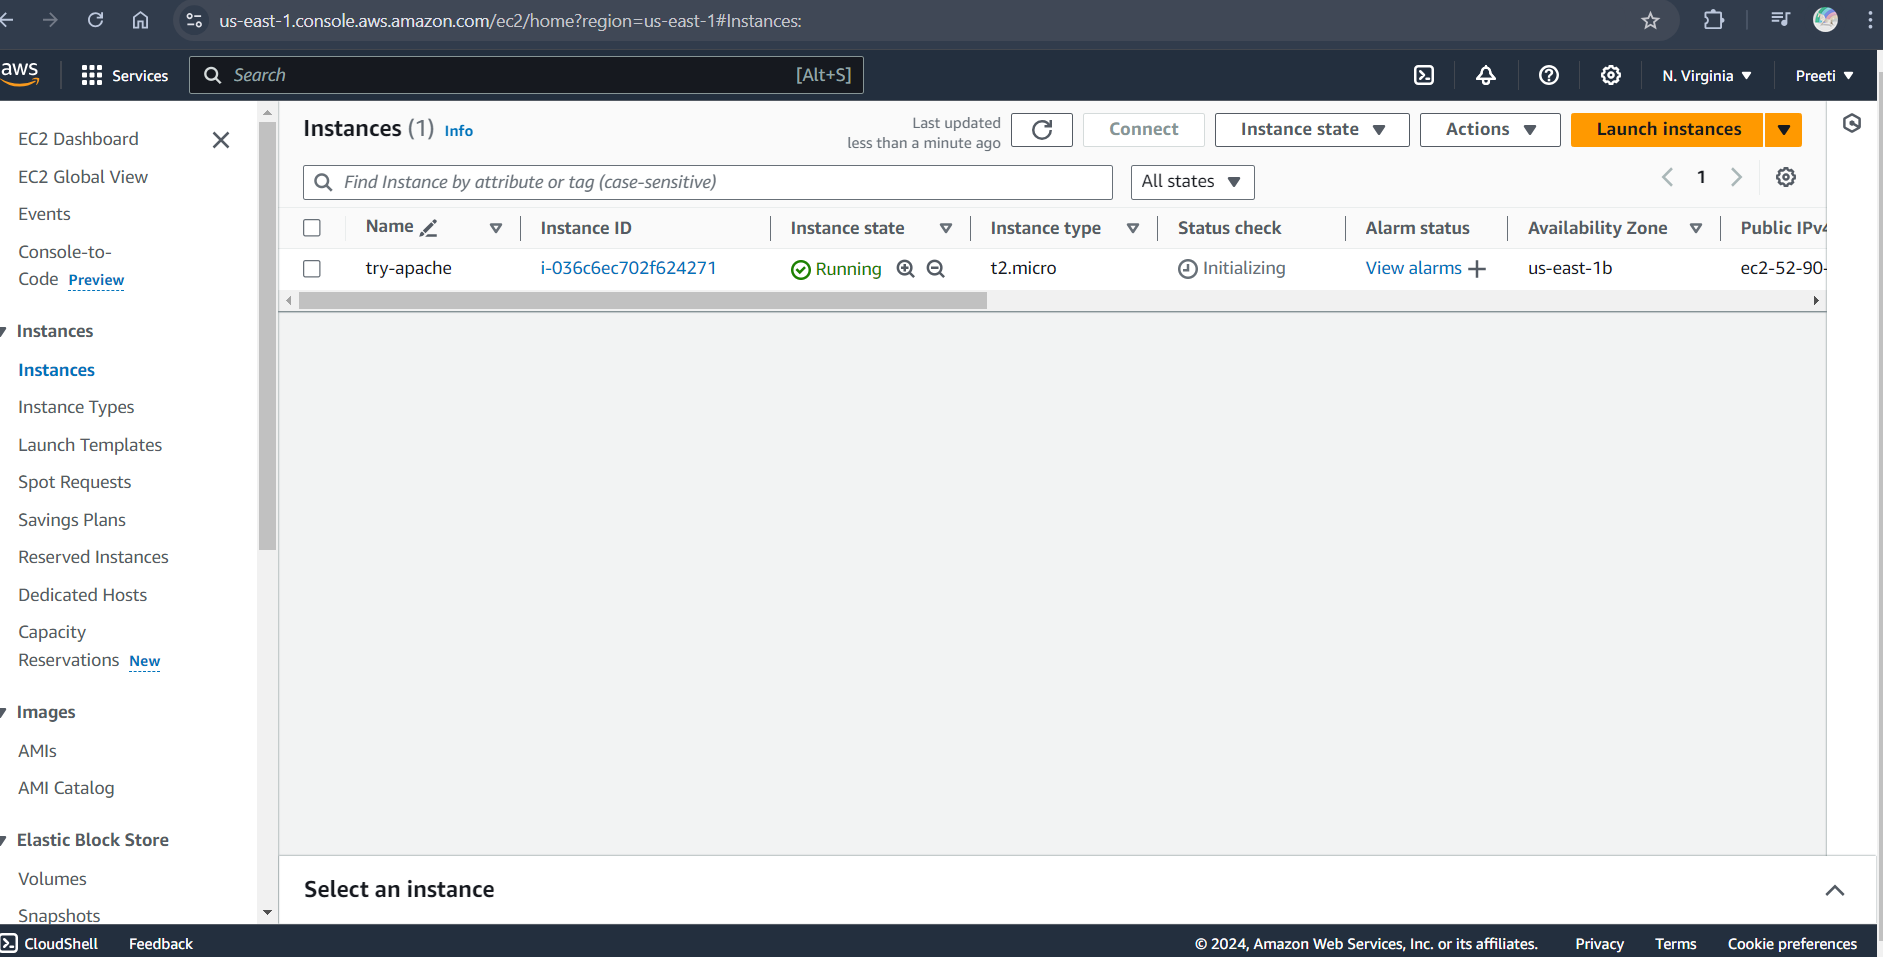 us-east-1.console.aws.amazon.com/ec2/home?region=us-east-1#Instances:
aws Services Search [Alt+S] N. Virginia Preeti
EC2 Dashboard
EC2 Global View
Events
Console-to-
Code Preview
Instances
Instances
Instance Types
Launch Templates
Spot Requests
Savings Plans
Reserved Instances
Dedicated Hosts
Capacity
Reservations New
Images
AMIs
AMI Catalog
Elastic Block Store
Volumes
Snapshots
Instances (1) Info
Last updated
less than a minute ago
Connect Instance state Actions Launch instances
Find Instance by attribute or tag (case-sensitive) All states 1
Name Instance ID Instance state Instance type Status check Alarm status Availability Zone Public IPv4
try-apache i-036c6ec702f624271 Running t2.micro Initializing View alarms + us-east-1b ec2-52-90-
Select an instance
CloudShell Feedback © 2024, Amazon Web Services, Inc. or its affiliates. Privacy Terms Cookie preferences